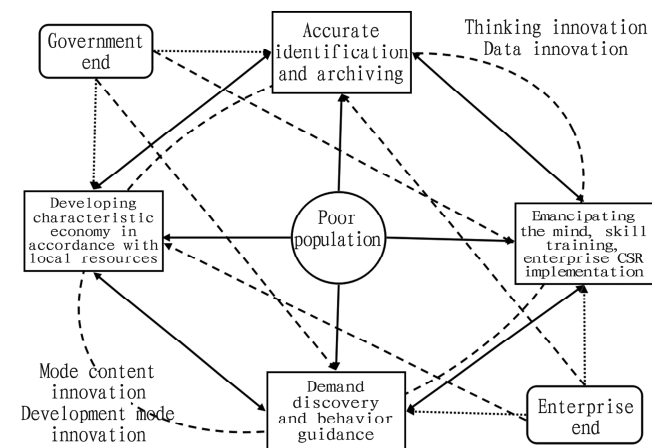 Government
end
Accurate
identification
and archiving
Thinking innovation
Data innovation
Developing
characteristic
economy in
accordance with
local resources
Poor
population
Emancipating
the mind, skill
training,
enterprise CSR
implementation
Mode content
innovation
Development mode
innovation
Demand
discovery
and behavior
guidance
Enterprise
end